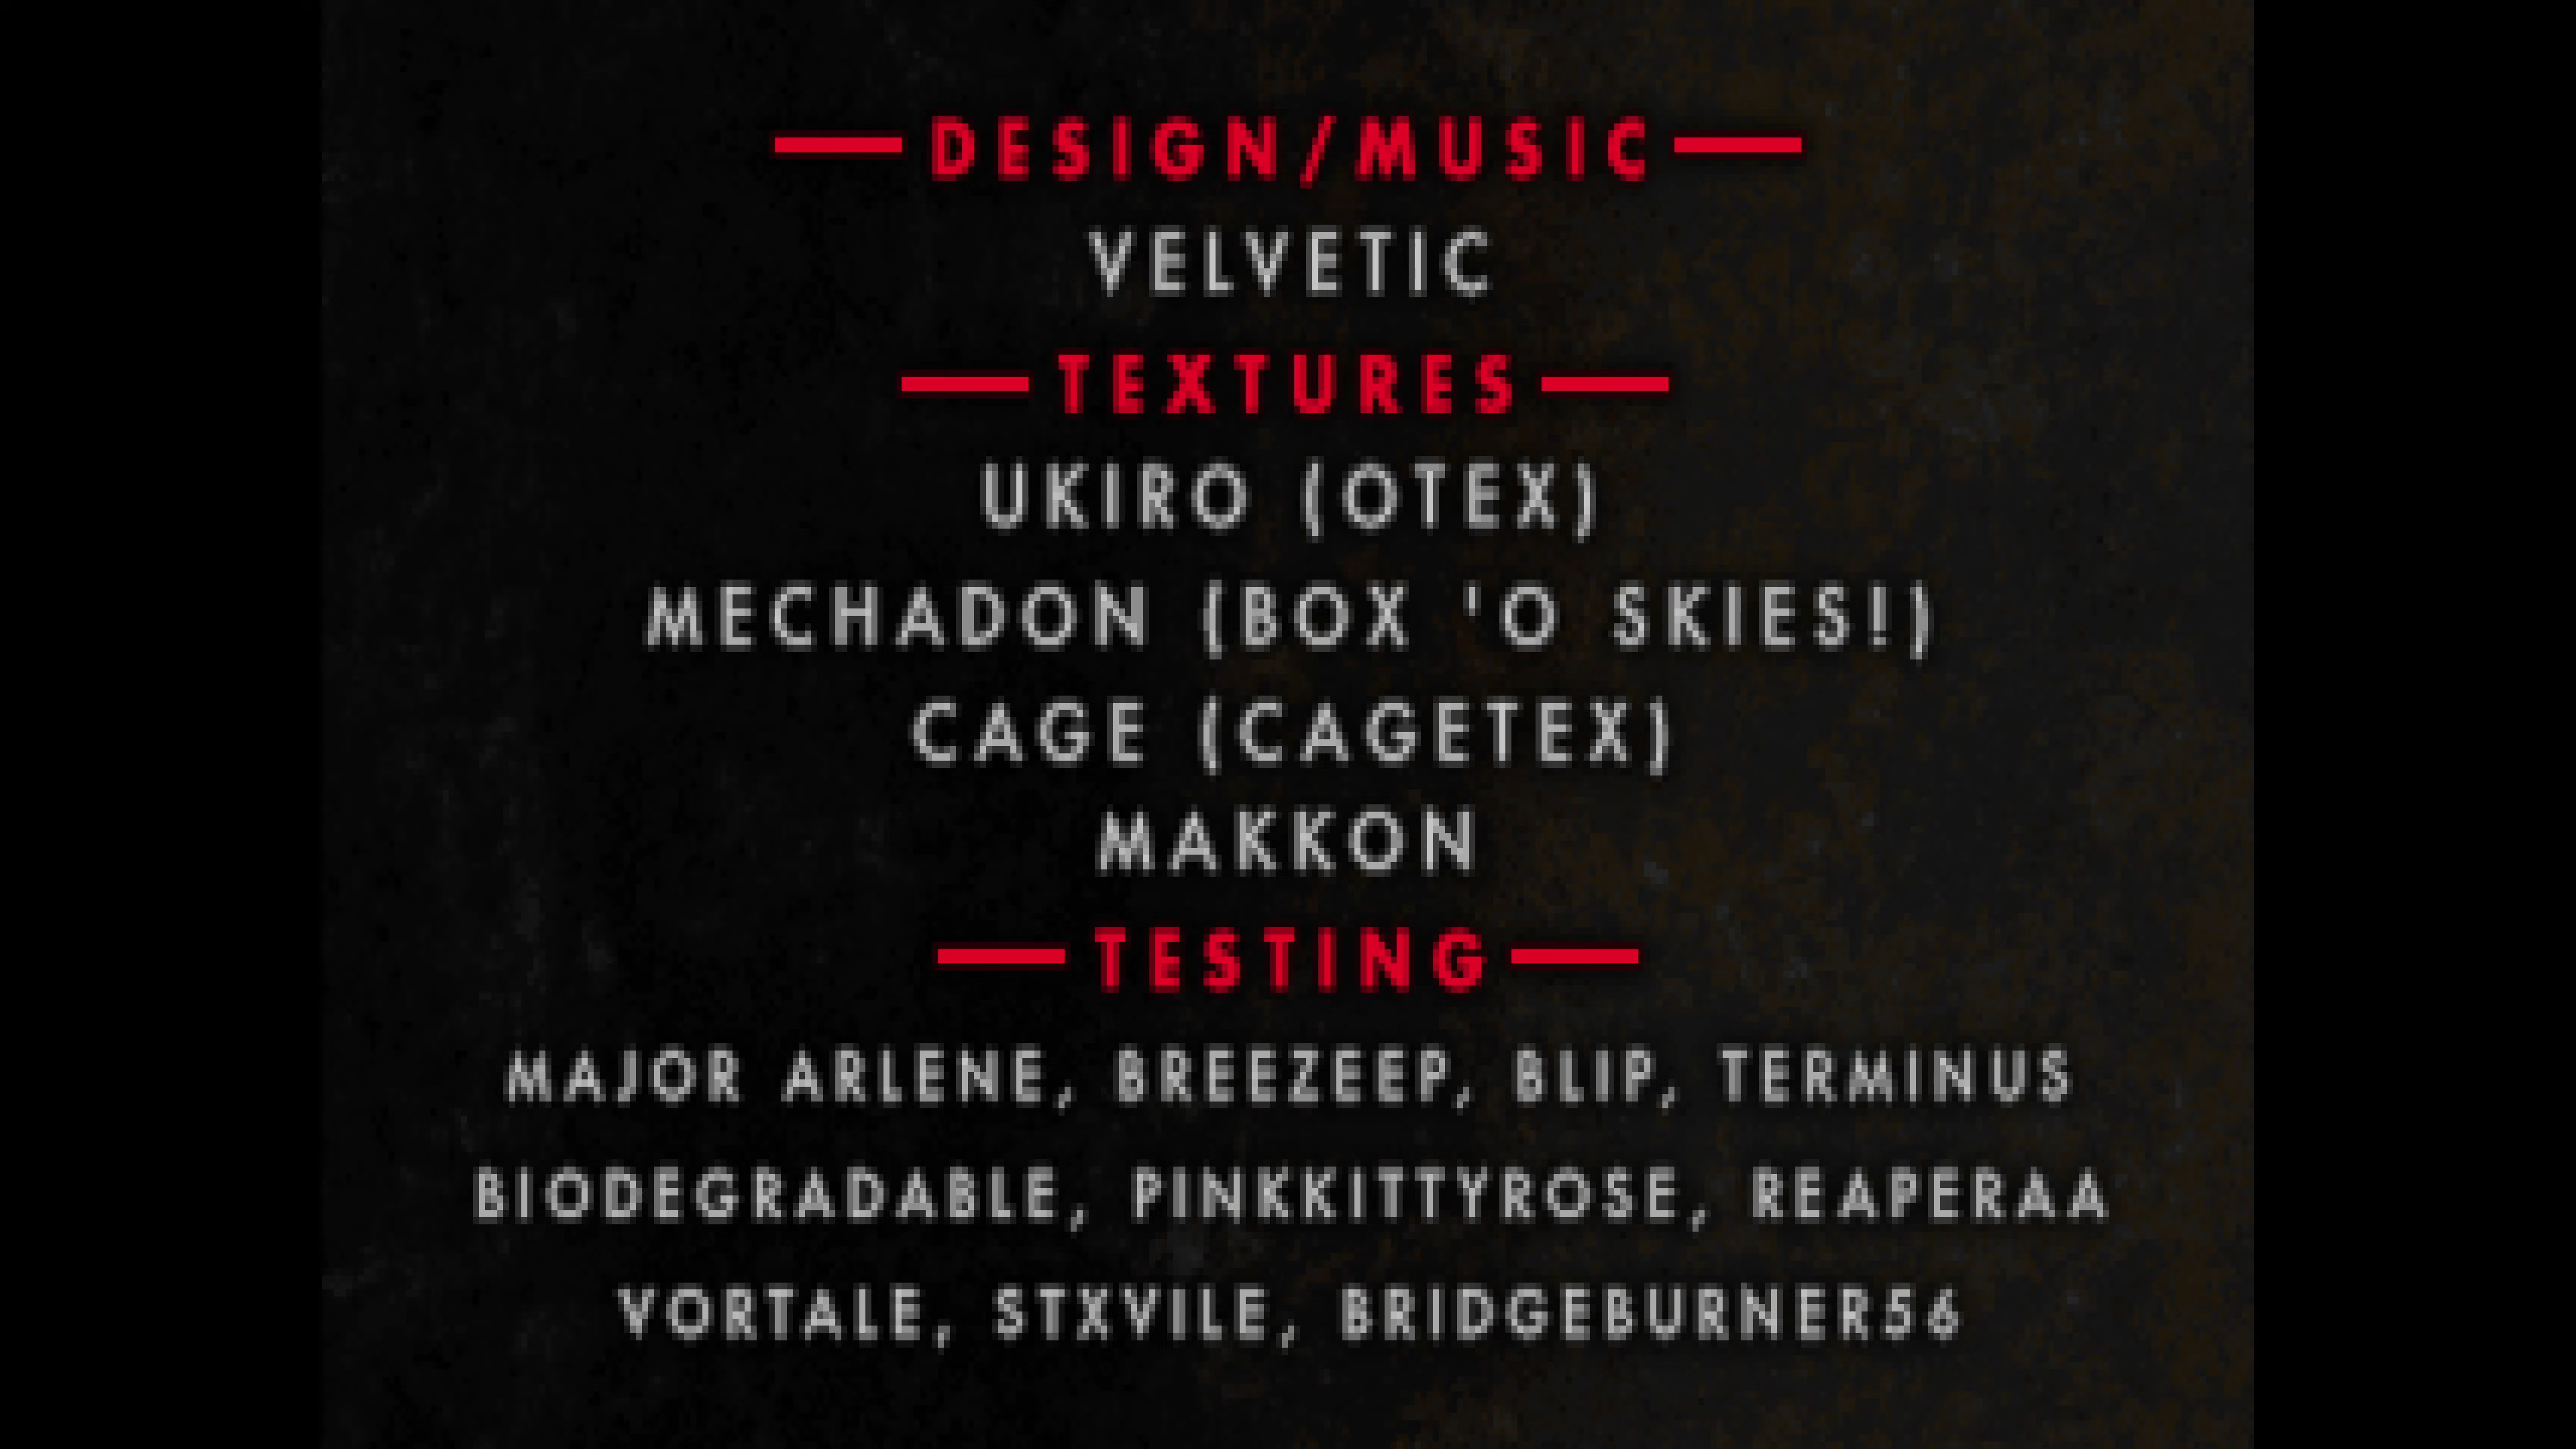 DESIGN/MUSIC
VELVETIC
TEXTURES
UKIRO (OTEX)
MECHADON (BOX 'O SKIES!)
CAGE (CAGETEX)
MAKKON
TESTING
MAJOR ARLENE, BREEZEEP, BLIP, TERMINUS
BIODEGRADABLE, PINKKITTYROSE, REAPERAA
VORTALE, STXVILE, BRIDGEBURNER56